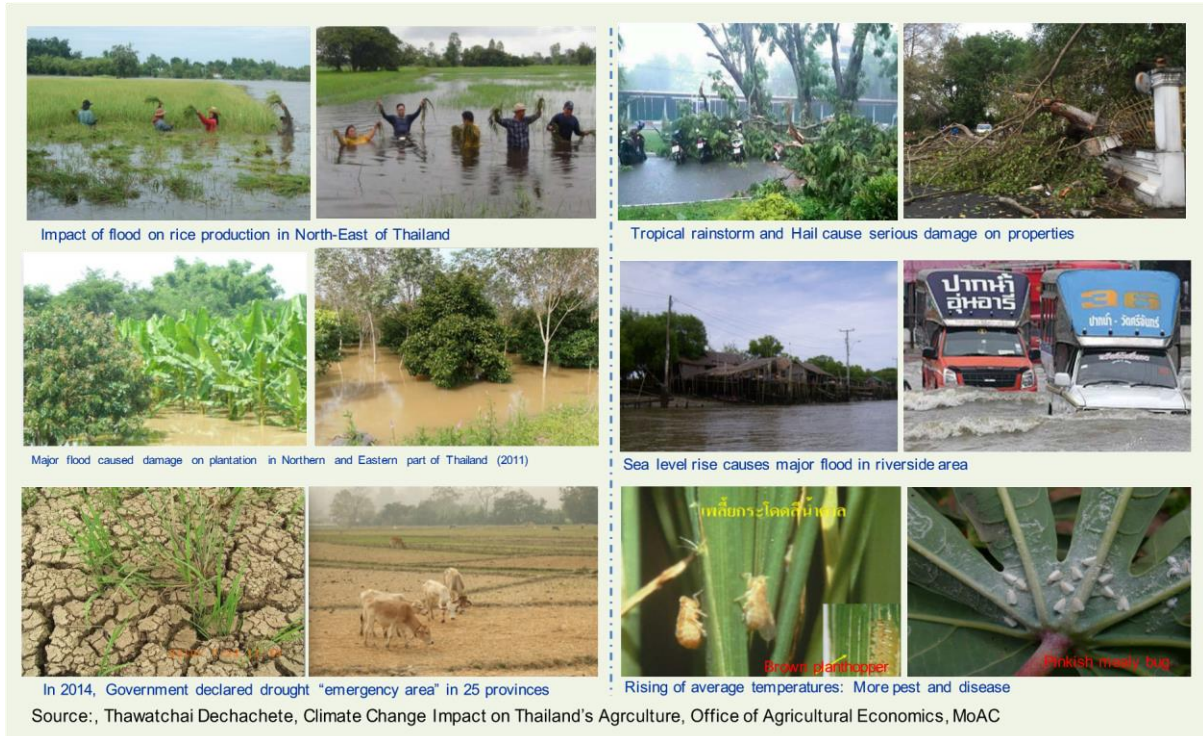 Impact of flood on rice production in North-East of Thailand
Tropical rainstorm and Hail cause serious damage on properties
Major flood caused damage on plantation in Northern and Eastern part of Thailand (2011)
ปากน้ำ
อุ่นอารี
36
ปากน้ำ - วัดศรีจันทร์
Sea level rise causes major flood in riverside area
In 2014, Government declared drought "emergency area" in 25 provinces
เพลี้ยกระโดดสีน้ำตาล
Brown planthopper
Pinkish mealy bug
Rising of average temperatures: More pest and disease
Source:, Thawatchai Dechachete, Climate Change Impact on Thailand's Agrculture, Office of Agricultural Economics, MoAC